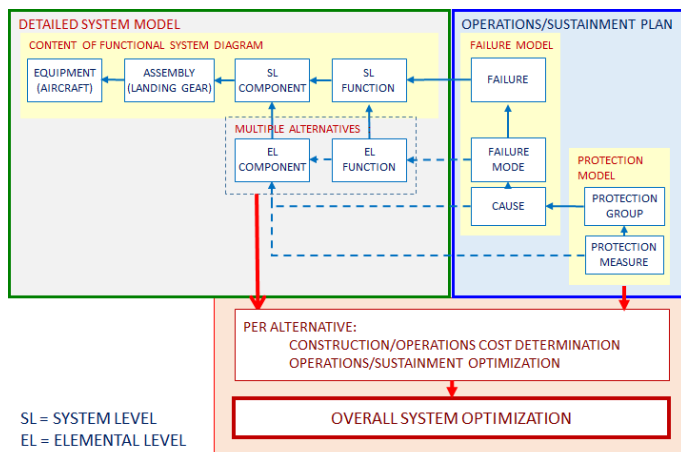 DETAILED SYSTEM MODEL
CONTENT OF FUNCTIONAL SYSTEM DIAGRAM
EQUIPMENT
(AIRCRAFT)
ASSEMBLY
(LANDING GEAR)
SL
COMPONENT
SL
FUNCTION
MULTIPLE ALTERNATIVES
EL
COMPONENT
EL
FUNCTION
OPERATIONS/SUSTAINMENT PLAN
FAILURE MODEL
FAILURE
FAILURE
MODE
CAUSE
PROTECTION
MODEL
PROTECTION
GROUP
PROTECTION
MEASURE
PER ALTERNATIVE:
CONSTRUCTION/OPERATIONS COST DETERMINATION
OPERATIONS/SUSTAINMENT OPTIMIZATION
OVERALL SYSTEM OPTIMIZATION
SL = SYSTEM LEVEL
EL = ELEMENTAL LEVEL